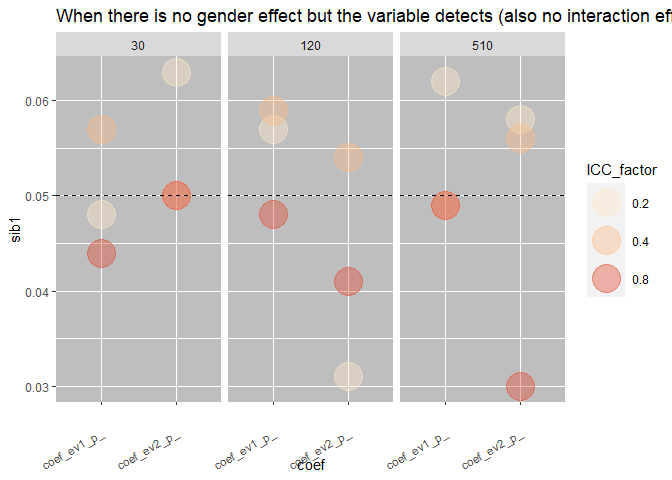 When there is no gender effect but the variable detects (also no interaction eff
30 120 510
0.06
0.05
0.04
0.03
sib1
coef_ev1_p_ coef_ev2_p_ coef_ev1_p_ coef_ev2_p_ coef_ev1_p_ coef_ev2_p_
coef
ICC_factor
0.2
0.4
0.8